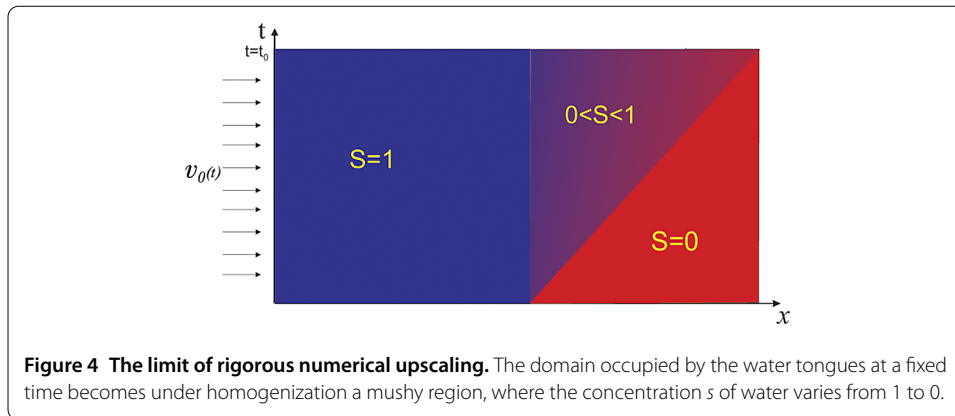 t
t=t₀
v₀(t)
S=1
0<S<1
S=0
x
Figure 4 The limit of rigorous numerical upscaling. The domain occupied by the water tongues at a fixed
time becomes under homogenization a mushy region, where the concentration s of water varies from 1 to 0.